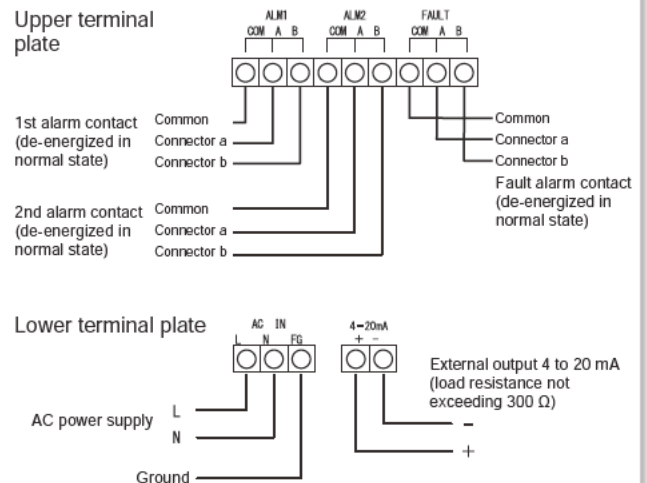 Upper terminal
plate
ALM1 ALM2 FAULT
COM A B COM A B COM A B
1st alarm contact
(de-energized in
normal state)
Common
Connector a
Connector b
2nd alarm contact
(de-energized in
normal state)
Common
Connector a
Connector b
Common
Connector a
Connector b
Fault alarm contact
(de-energized in
normal state)
Lower terminal plate
AC IN
L N FG
4-20mA
+ -
AC power supply
L
N
Ground
External output 4 to 20 mA
(load resistance not
exceeding 300 Ω)
-
+